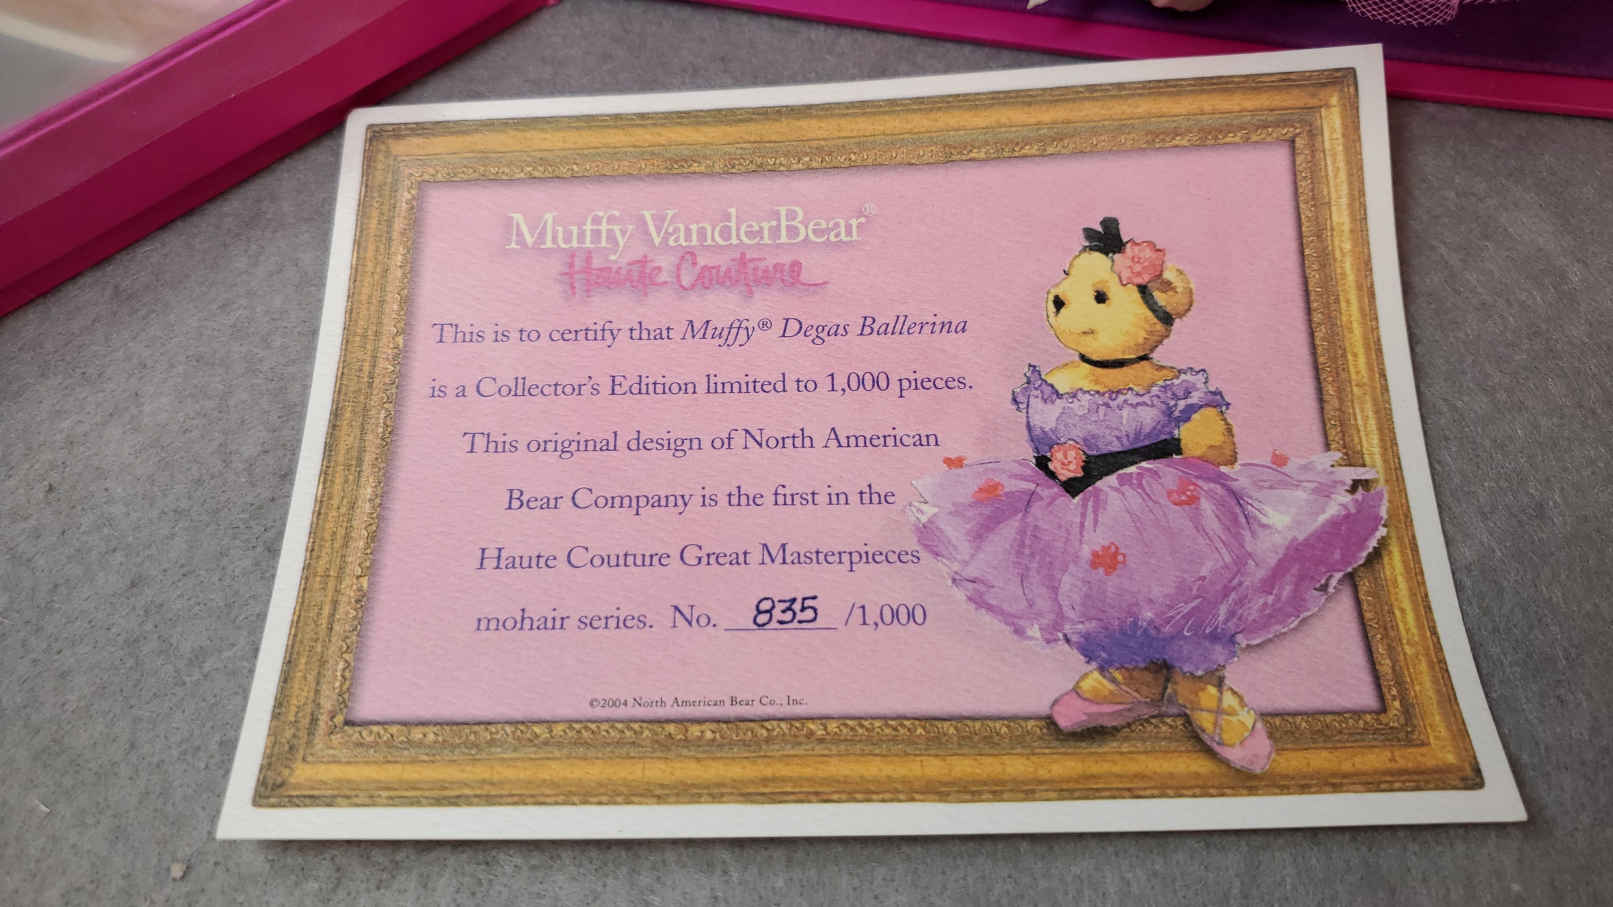 Muffy VanderBear®
Haute Couture
This is to certify that Muffy® Degas Ballerina
is a Collector's Edition limited to 1,000 pieces.
This original design of North American
Bear Company is the first in the
Haute Couture Great Masterpieces
mohair series. No. 835 /1,000
©2004 North American Bear Co., Inc.